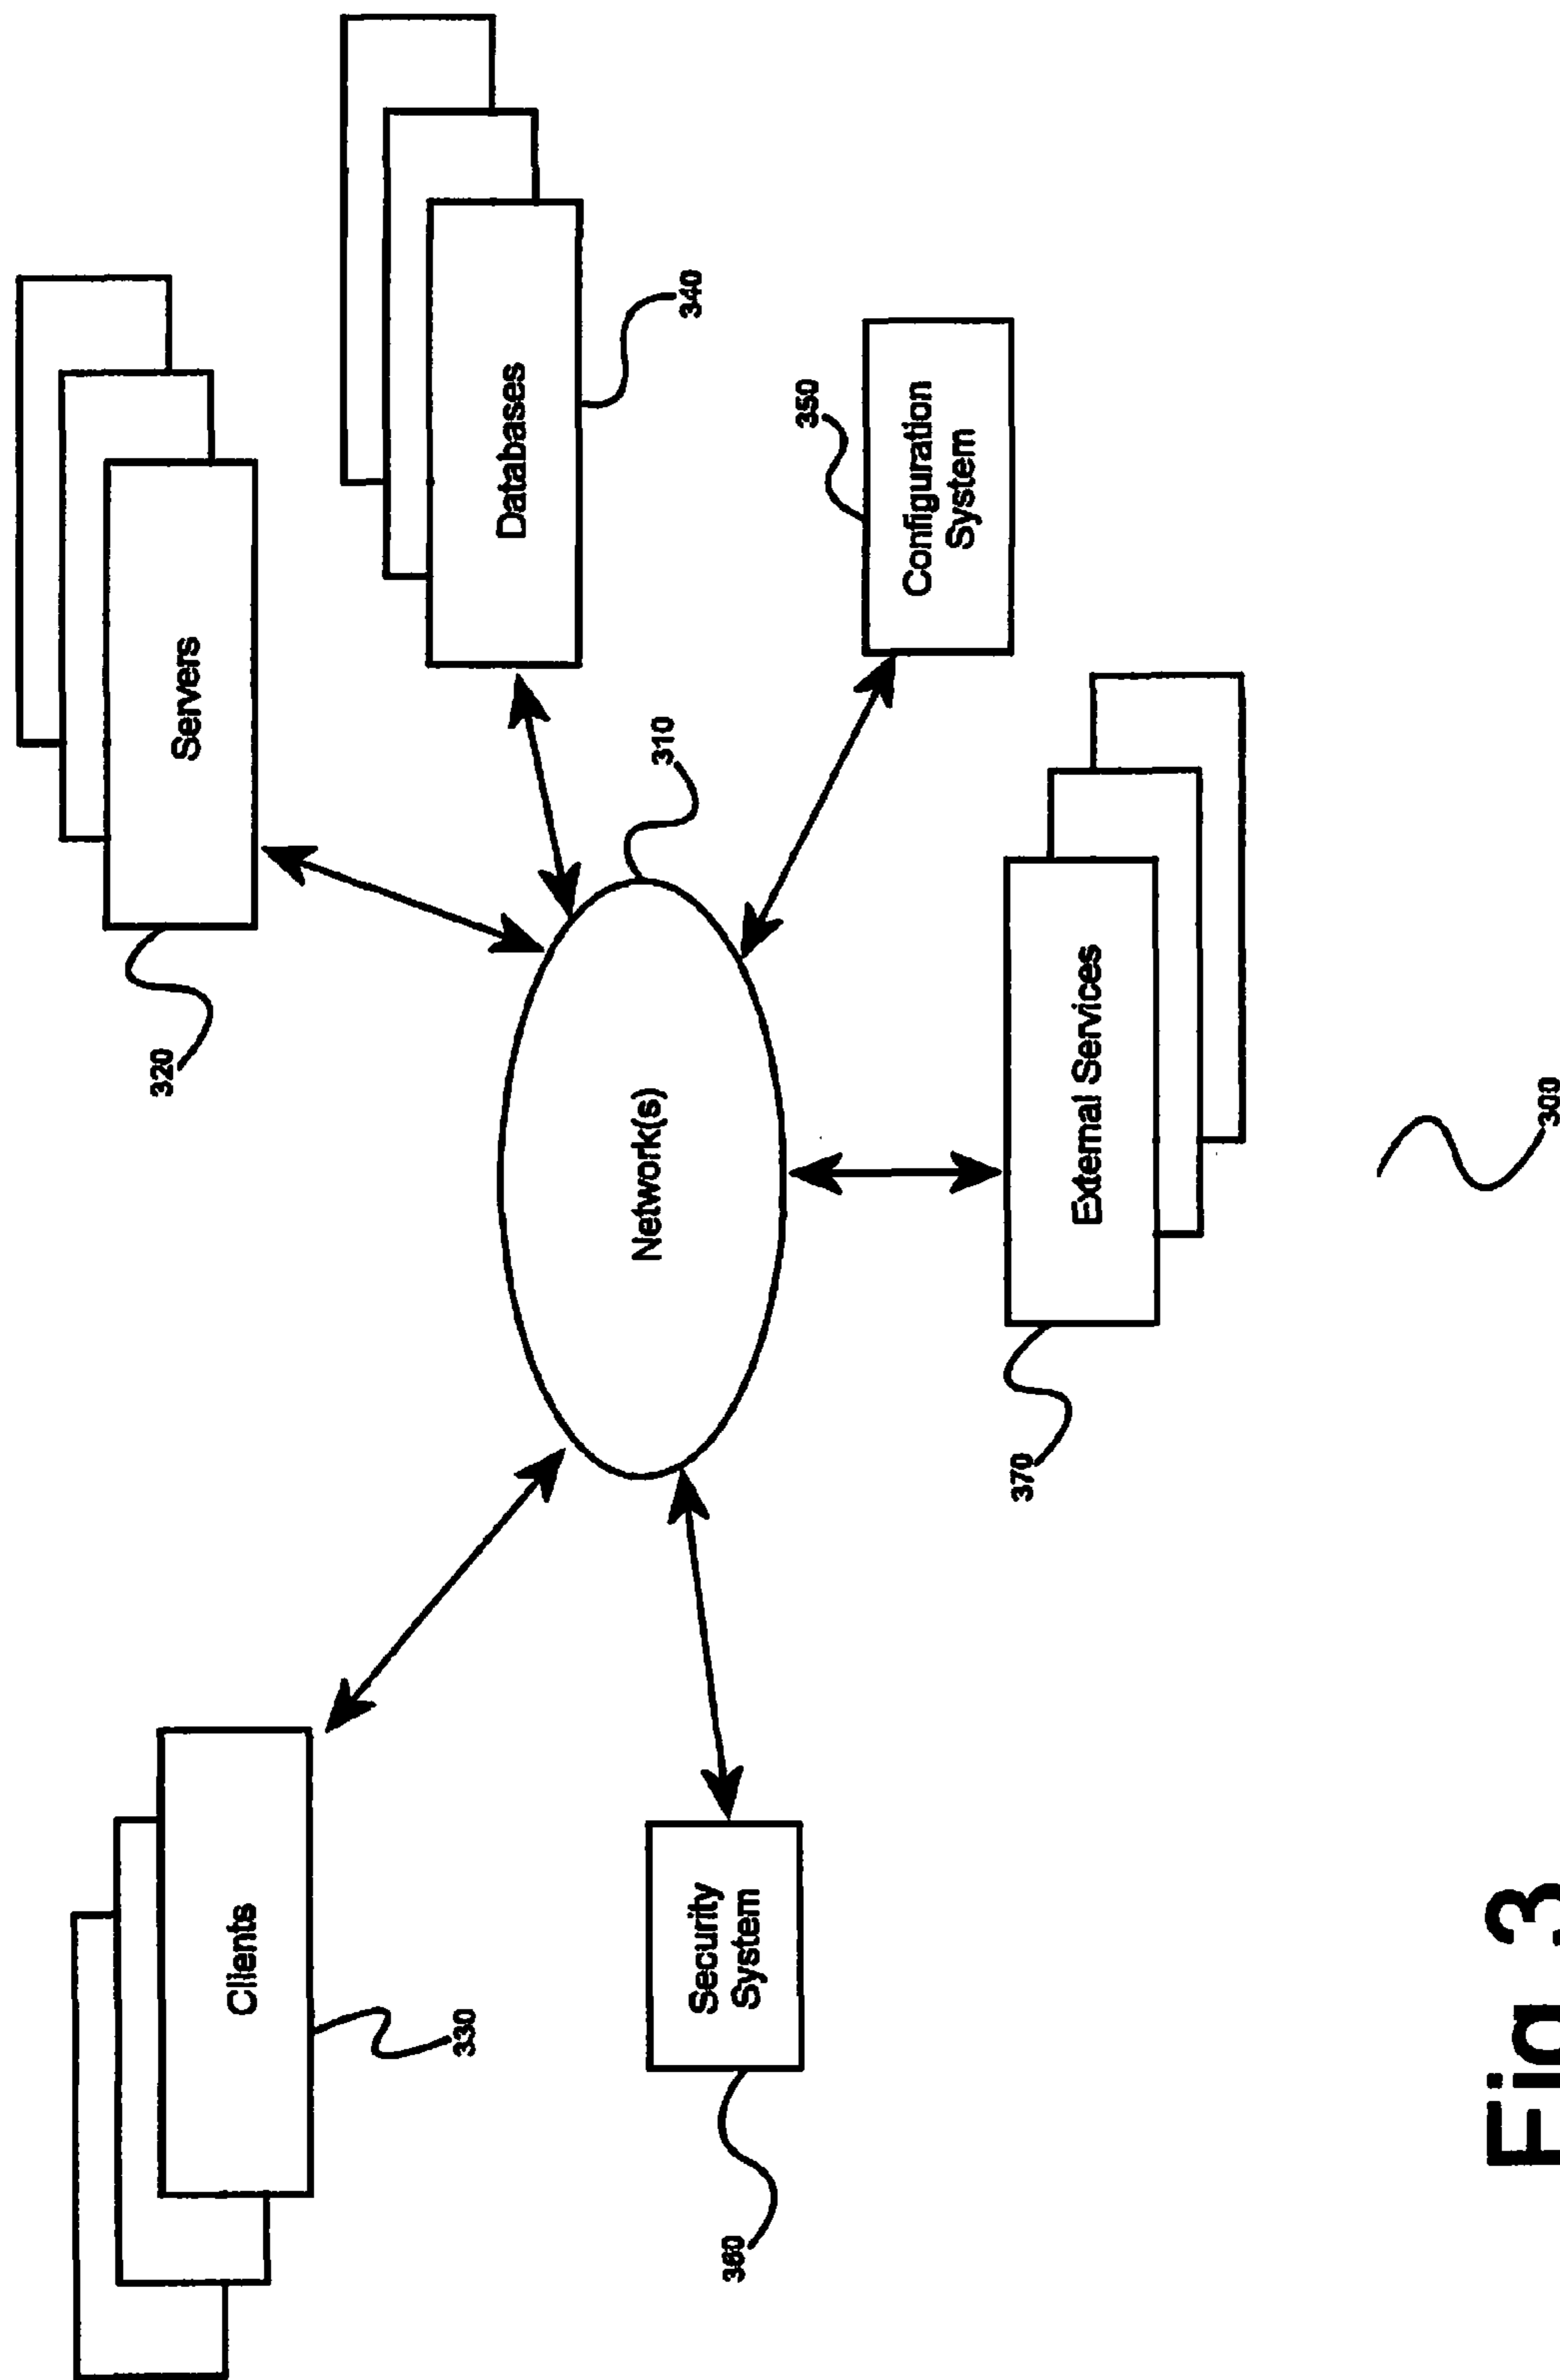 Servers
320
Clients
330
Databases
340
Network(s)
310
Security
System
360
Configuration
System
350
External Services
370
300
Fig. 3